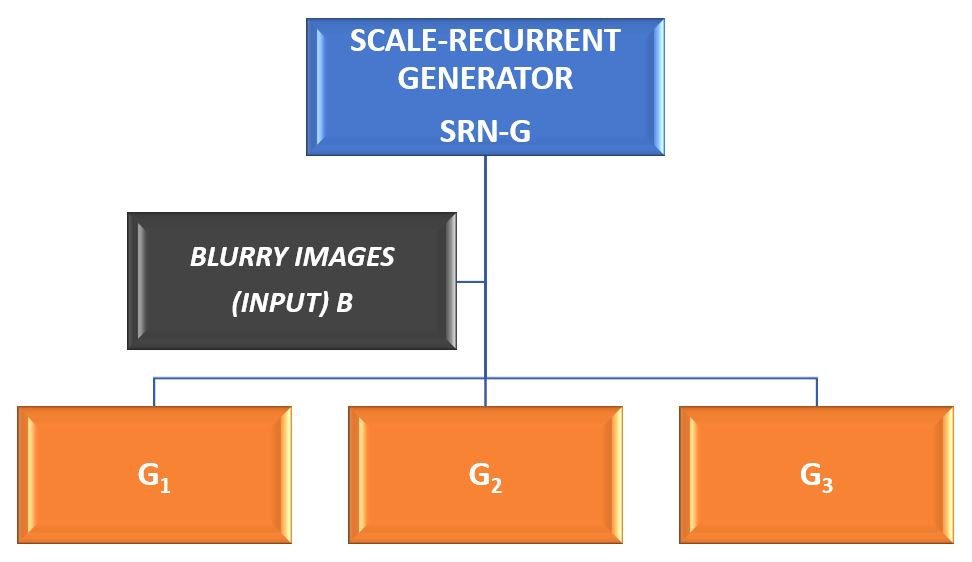 SCALE-RECURRENT
GENERATOR
SRN-G
BLURRY IMAGES
(INPUT) B
G₁
G₂
G₃